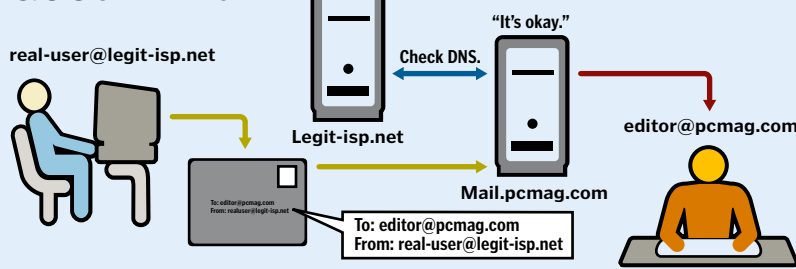 "It's okay."
real-user@legit-isp.net
Check DNS.
editor@pcmag.com
Legit-isp.net
Mail.pcmag.com
To: editor@pcmag.com
From: realuser@legit-isp.net
To: editor@pcmag.com
From: real-user@legit-isp.net